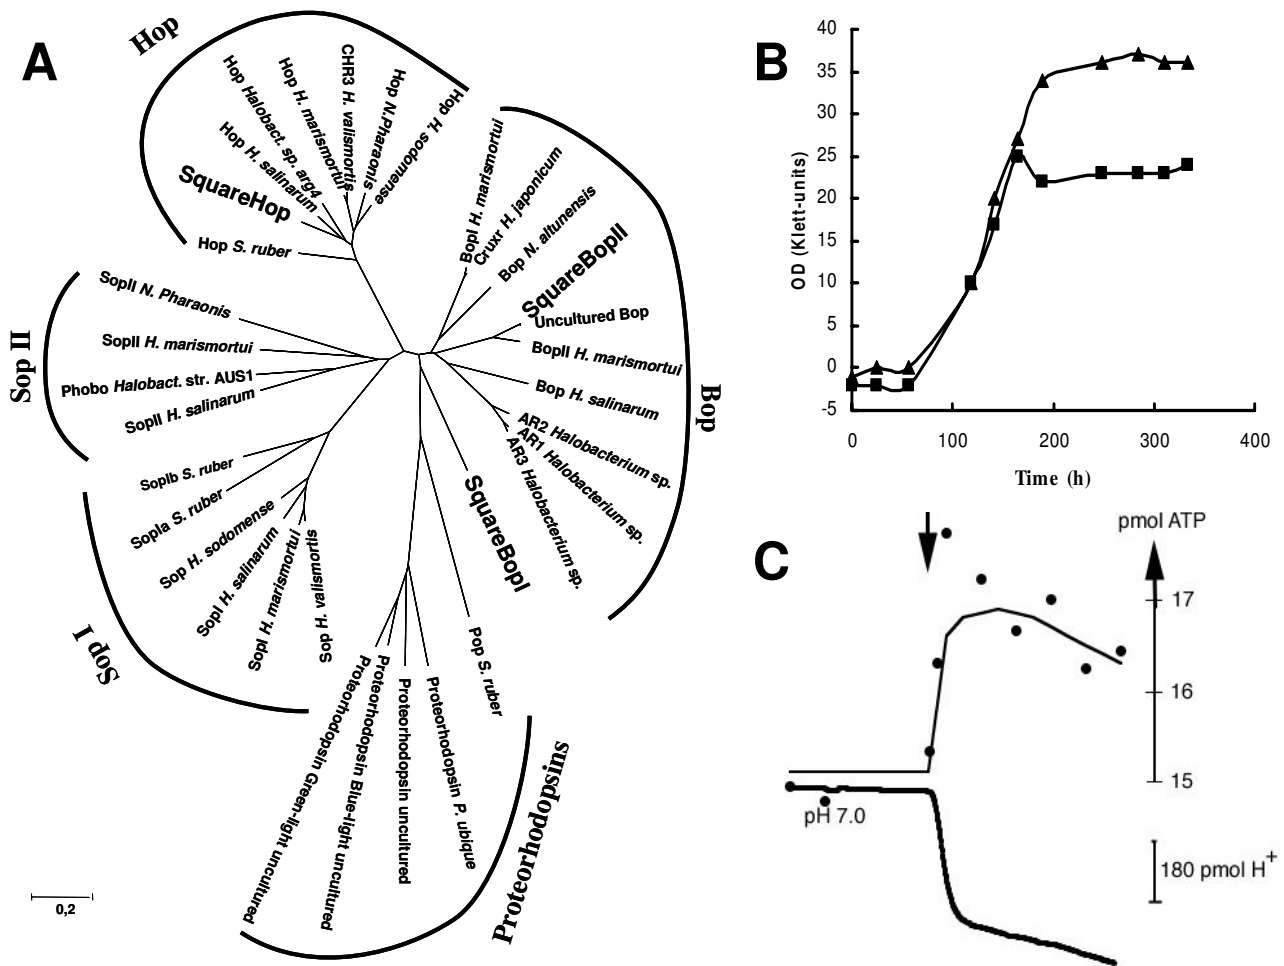 A
Hop
Hop Halobact. sp. arg4
Hop H. marismortui
CHR3 H. valismortis
Hop N.Pharaonis
Hop H. sodomense
Hop H. salinarum
SquareHop
Hop S. ruber
BopI H. marismortui
Cruxr H. japonicum
Bop N. altunensis
SquareBopII
Uncultured Bop
BopII H. marismortui
Bop H. salinarum
AR2 Halobacterium sp.
AR1 Halobacterium sp.
AR3 Halobacterium sp.
SquareBopI
Bop
Sop II
SopII N. Pharaonis
SopII H. marismortui
Phobo Halobact. str. AUS1
SopII H. salinarum
SopIb S. ruber
SopIa S. ruber
Sop H. sodomense
SopI H. salinarum
SopI H. marismortui
Sop H. valismortis
Sop I
Pop S. ruber
Proteorhodopsin P. ubique
Proteorhodopsin uncultured
Proteorhodopsin Blue-light uncultured
Proteorhodopsin Green-light uncultured
Proteorhodopsins
0,2
B
OD (Klett-units)
40
35
30
25
20
15
10
5
0
-5
0 100 200 300 400
Time (h)
C
pmol ATP
17
16
15
pH 7.0
180 pmol H+